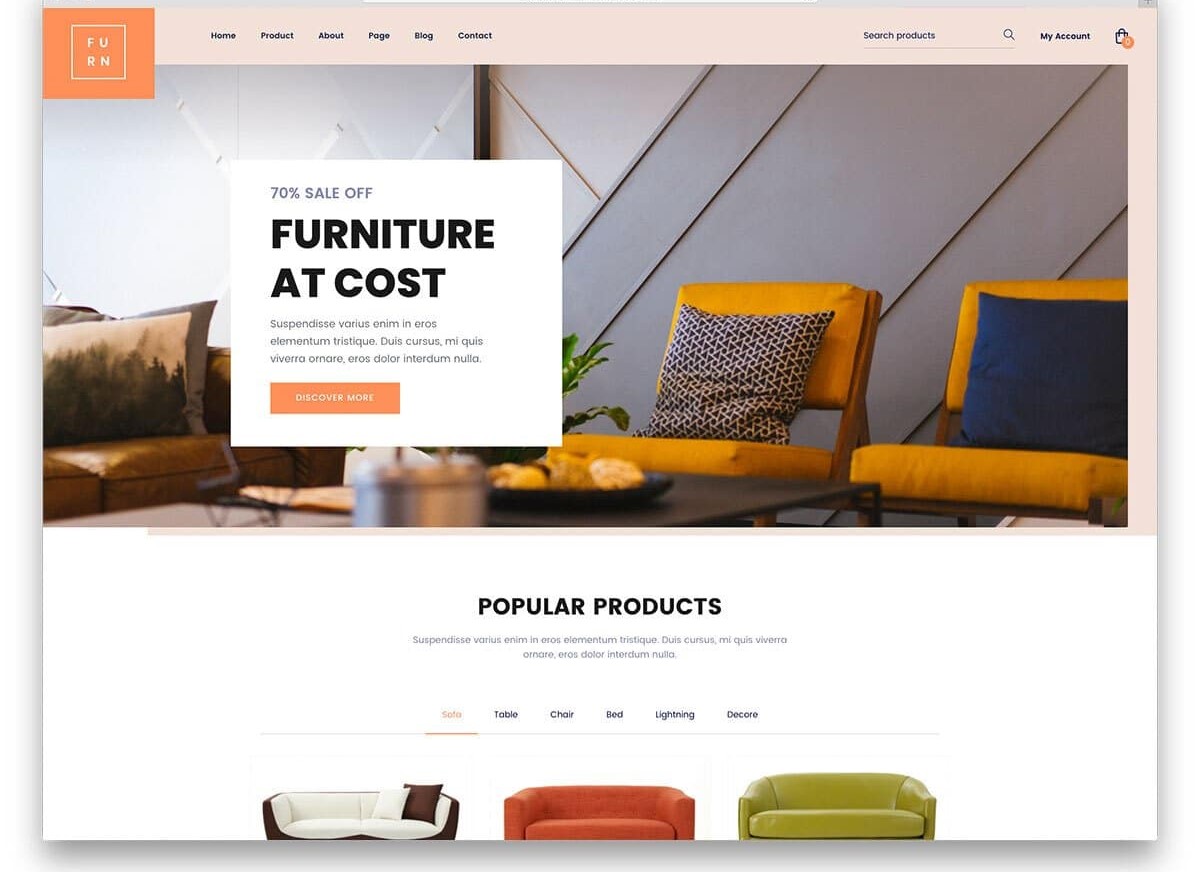 FU
RN
Home Product About Page Blog Contact Search products My Account 0
70% SALE OFF
FURNITURE
AT COST
Suspendisse varius enim in eros
elementum tristique. Duis cursus, mi quis
viverra ornare, eros dolor interdum nulla.
DISCOVER MORE
POPULAR PRODUCTS
Suspendisse varius enim in eros elementum tristique. Duis cursus, mi quis viverra
ornare, eros dolor interdum nulla.
Sofa Table Chair Bed Lightning Decore